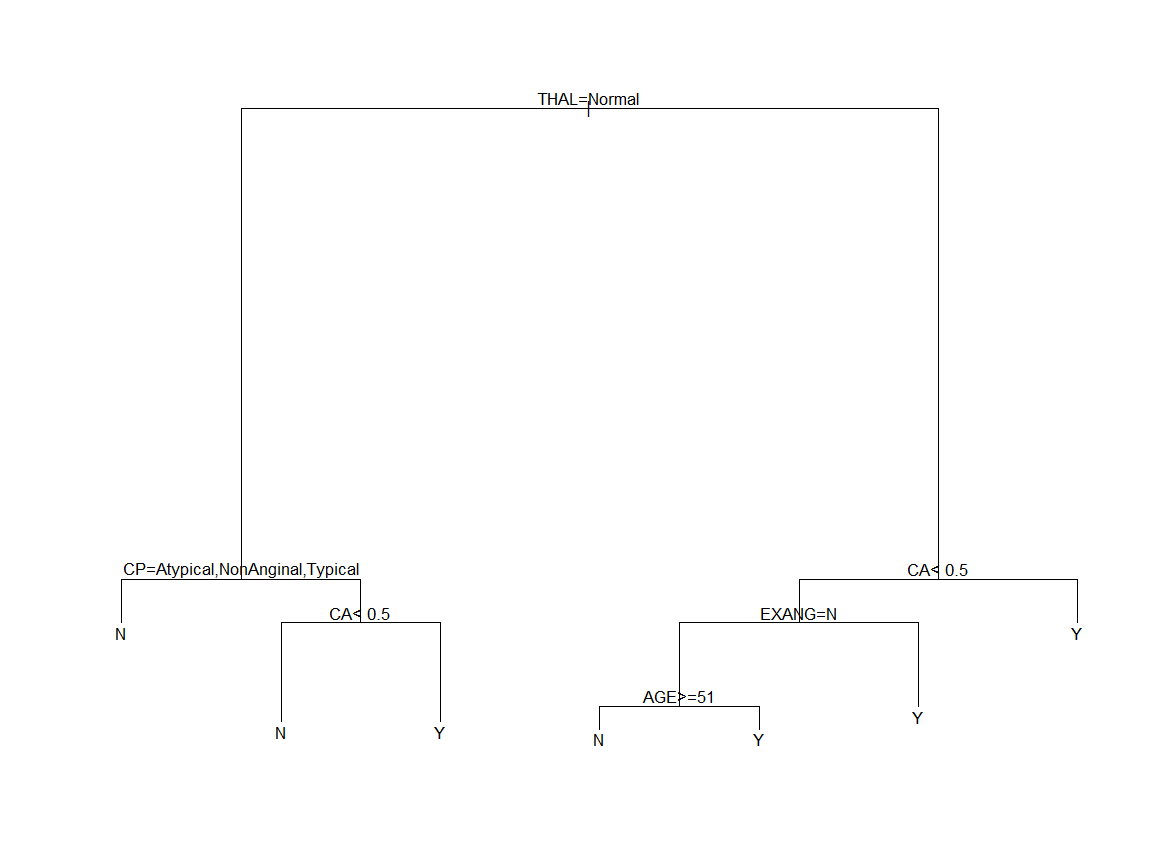 THAL=Normal
CP=Atypical,NonAnginal,Typical
CA< 0.5
CA< 0.5
EXANG=N
N
Y
AGE>=51
Y
N
Y
N
Y